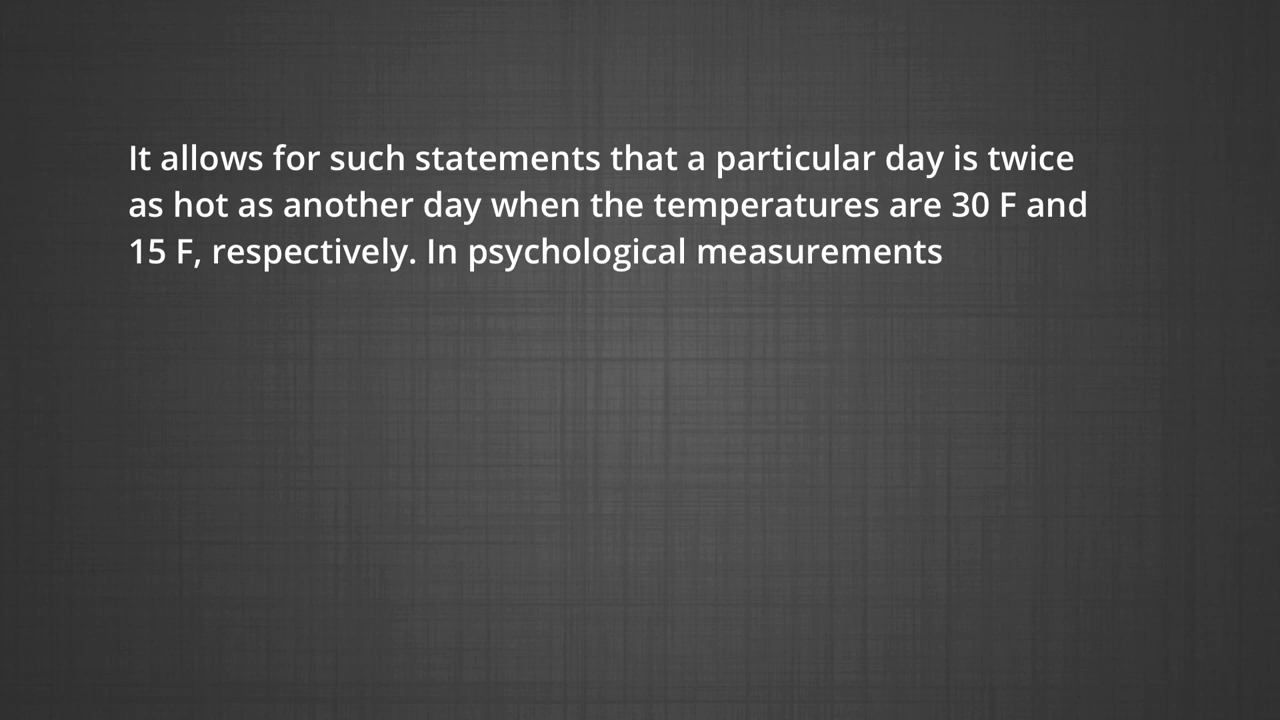 It allows for such statements that a particular day is twice
as hot as another day when the temperatures are 30 F and
15 F, respectively. In psychological measurements